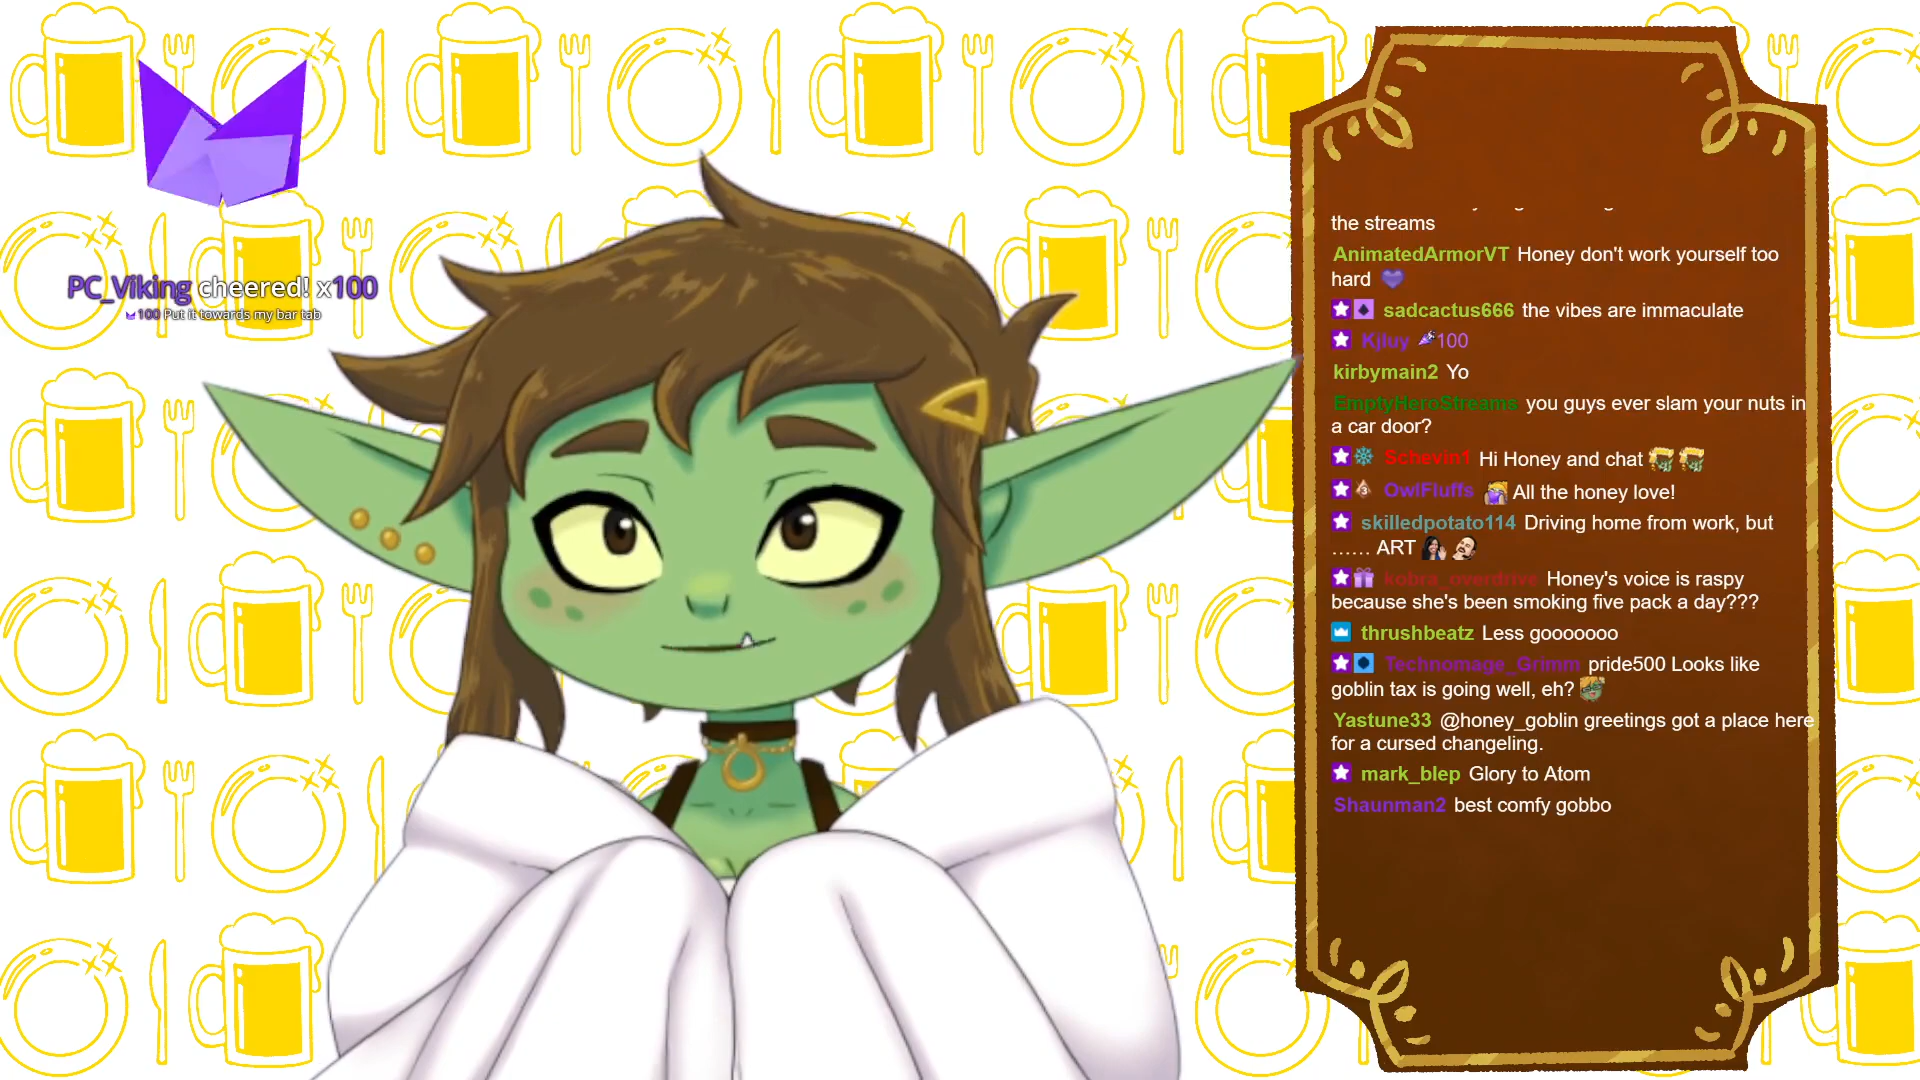 PC_Viking cheered! x100
100 Put it towards my bar tab
the streams
AnimatedArmorVT Honey don't work yourself too
hard
sadcactus666 the vibes are immaculate
Kjluy 100
kirbymain2 Yo
EmptyHeroStreams you guys ever slam your nuts in
a car door?
Schevin1 Hi Honey and chat
OwlFluffs All the honey love!
skilledpotato114 Driving home from work, but
...... ART
kobra_overdrive Honey's voice is raspy
because she's been smoking five pack a day???
thrushbeatz Less gooooooo
Technomage_Grimm pride500 Looks like
goblin tax is going well, eh?
Yastune33 @honey_goblin greetings got a place here
for a cursed changeling.
mark_blep Glory to Atom
Shaunman2 best comfy gobbo